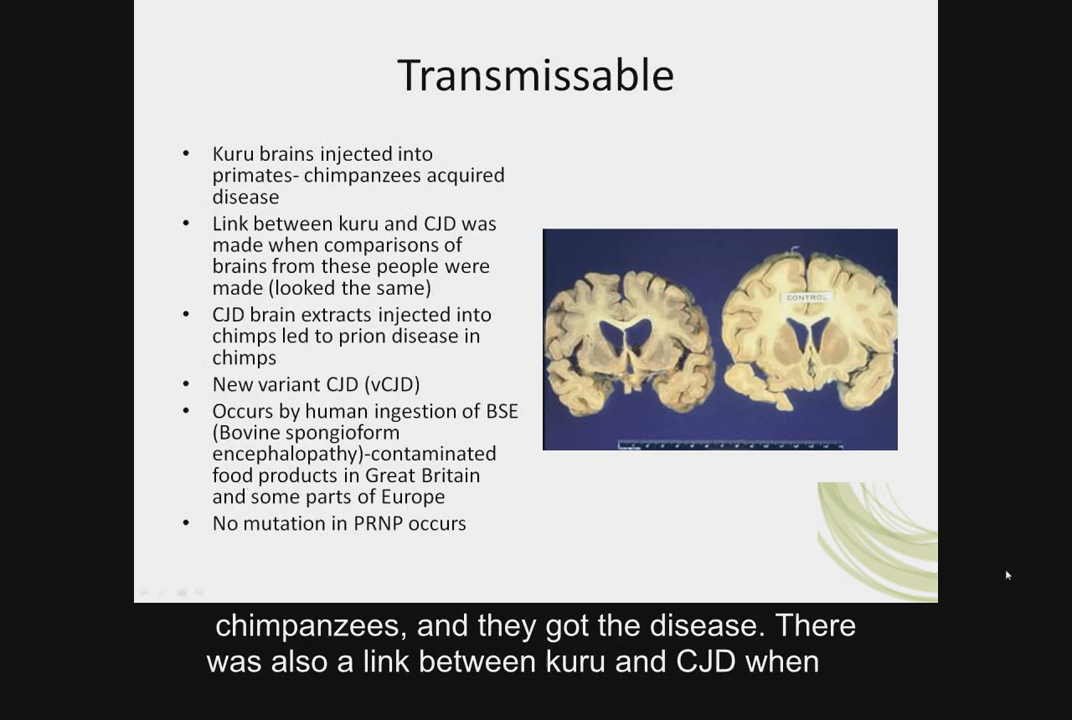 Transmissable
• Kuru brains injected into
primates- chimpanzees acquired
disease
• Link between kuru and CJD was
made when comparisons of
brains from these people were
made (looked the same)
• CJD brain extracts injected into
chimps led to prion disease in
chimps
• New variant CJD (vCJD)
• Occurs by human ingestion of BSE
(Bovine spongioform
encephalopathy)-contaminated
food products in Great Britain
and some parts of Europe
• No mutation in PRNP occurs
CONTROL
chimpanzees, and they got the disease. There
was also a link between kuru and CJD when